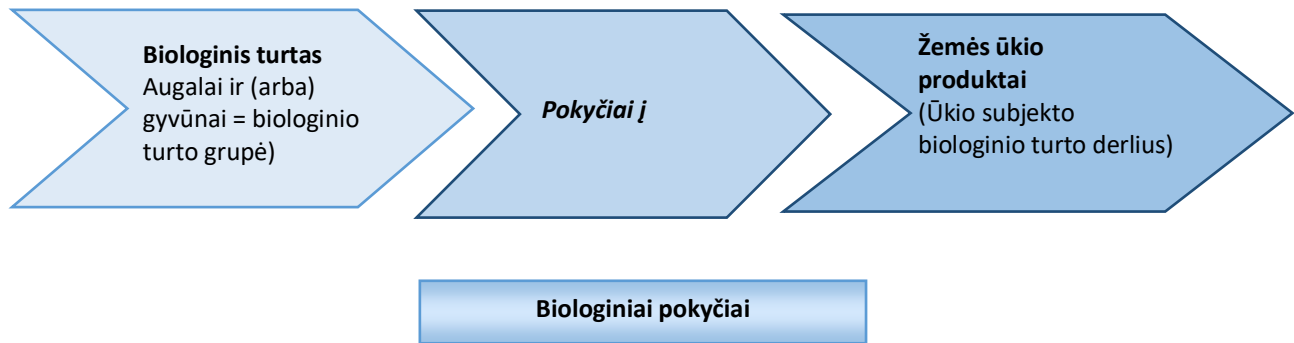 Biologinis turtas
Augalai ir (arba)
gyvūnai = biologinio
turto grupė)
Pokyčiai į
Žemės ūkio
produktai
(Ūkio subjekto
biologinio turto derlius)
Biologiniai pokyčiai